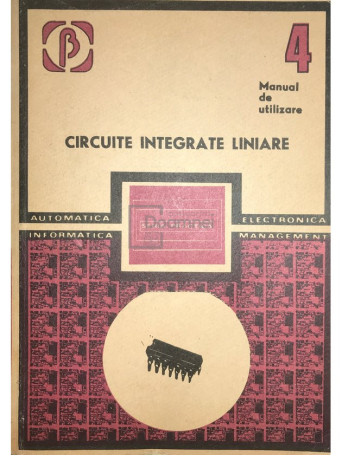 β
4
Manual
de
utilizare
CIRCUITE INTEGRATE LINIARE
AUTOMATICA ELECTRONICA
INFORMATICA MANAGEMENT